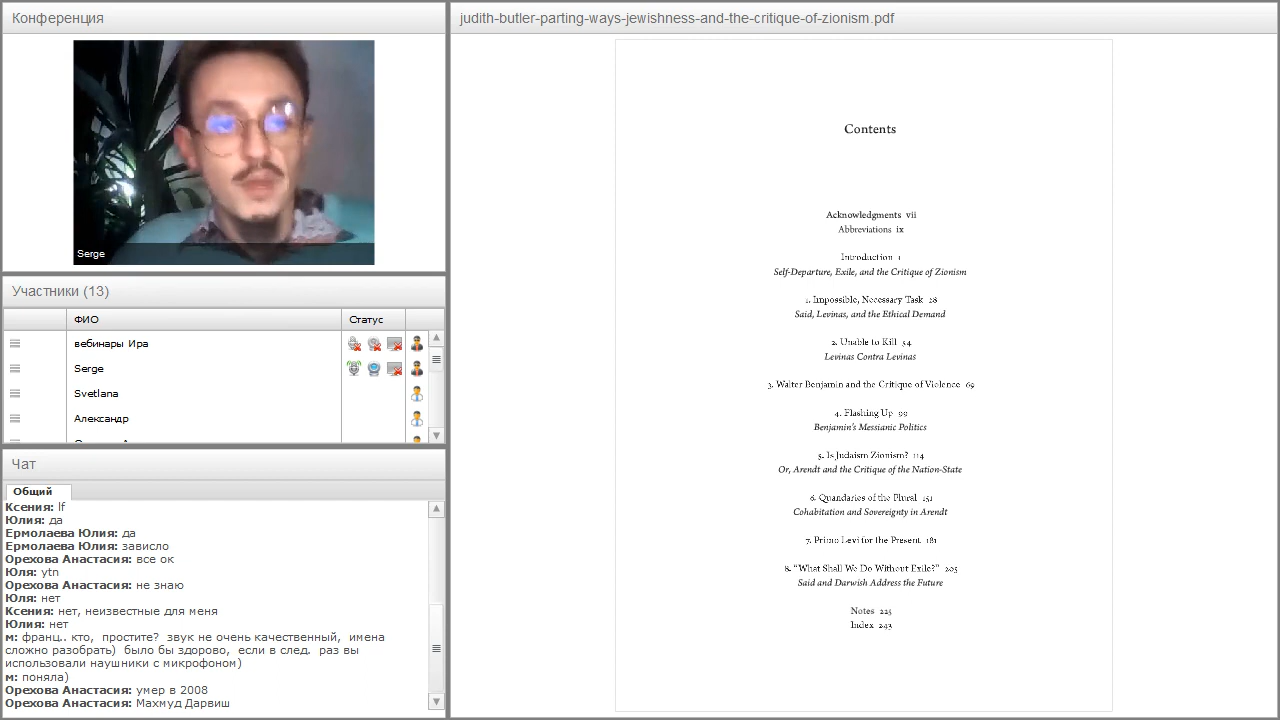 Конференция
Serge
Участники (13)
ФИО
Статус
вебинары Ира
Serge
Svetlana
Александр
Чат
Общий
Ксения: lf
Юлия: да
Ермолаева Юлия: да
Ермолаева Юлия: зависло
Орехова Анастасия: все ок
Юля: ytn
Орехова Анастасия: не знаю
Юля: нет
Ксения: нет, неизвестные для меня
Юлия: нет
м: франц.. кто, простите? звук не очень качественный, имена
сложно разобрать) было бы здорово, если в след. раз вы
использовали наушники с микрофоном)
м: поняла)
Орехова Анастасия: умер в 2008
Орехова Анастасия: Махмуд Дарвиш
judith-butler-parting-ways-jewishness-and-the-critique-of-zionism.pdf
Contents
Acknowledgments vii
Abbreviations ix
Introduction 1
Self-Departure, Exile, and the Critique of Zionism
1. Impossible, Necessary Task 28
Said, Levinas, and the Ethical Demand
2. Unable to Kill 54
Levinas Contra Levinas
3. Walter Benjamin and the Critique of Violence 69
4. Flashing Up 99
Benjamin's Messianic Politics
5. Is Judaism Zionism? 114
Or, Arendt and the Critique of the Nation-State
6. Quandaries of the Plural 151
Cohabitation and Sovereignty in Arendt
7. Primo Levi for the Present 181
8. “What Shall We Do Without Exile?” 205
Said and Darwish Address the Future
Notes 225
Index 243